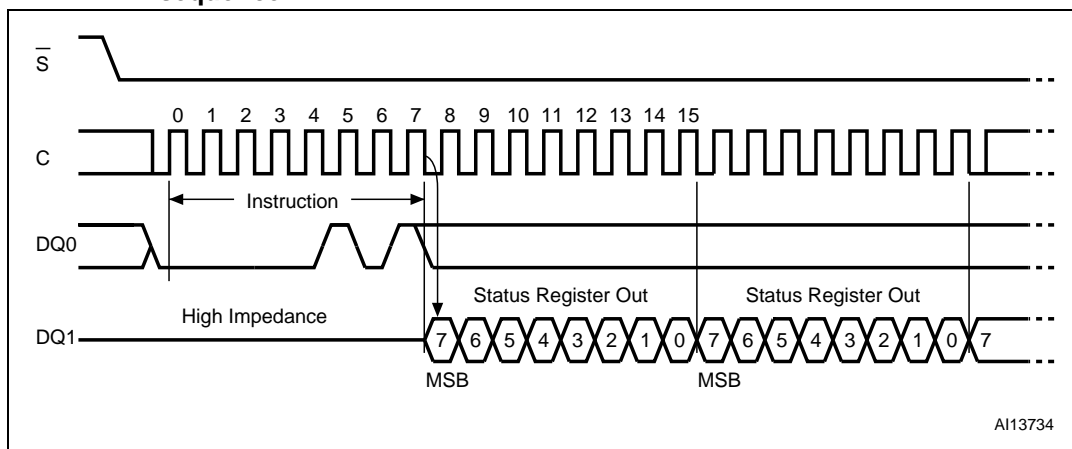 S
0 1 2 3 4 5 6 7 8 9 10 11 12 13 14 15
C
Instruction
DQ0
Status Register Out Status Register Out
High Impedance
DQ1
7 6 5 4 3 2 1 0 7 6 5 4 3 2 1 0 7
MSB MSB
AI13734